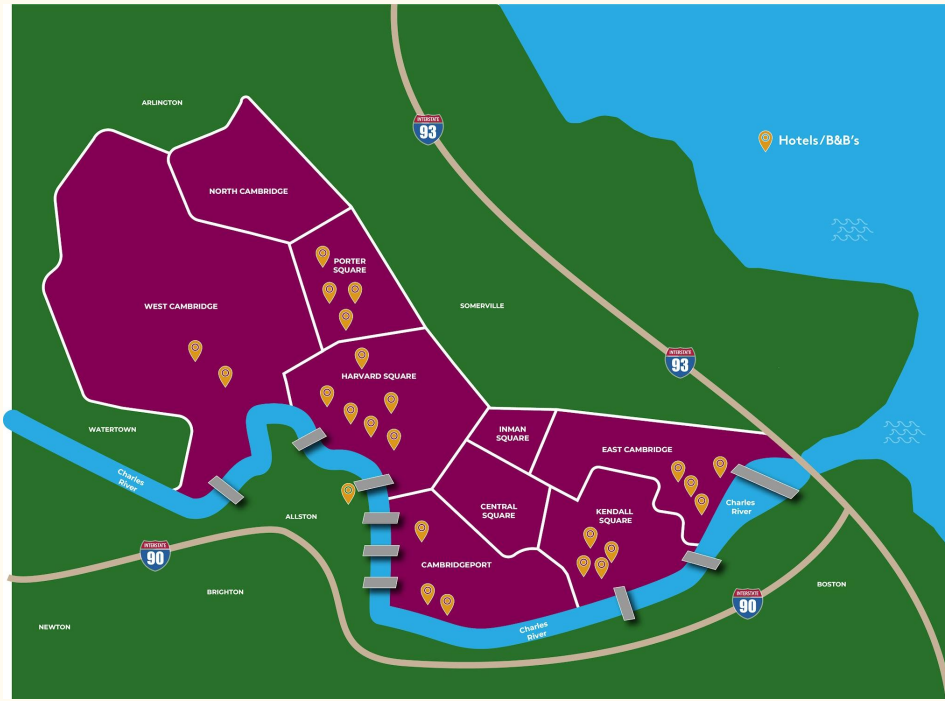 ARLINGTON
INTERSTATE
93
Hotels/B&B's
NORTH CAMBRIDGE
PORTER
SQUARE
WEST CAMBRIDGE
SOMERVILLE
INTERSTATE
93
HARVARD SQUARE
WATERTOWN
INMAN
SQUARE
EAST CAMBRIDGE
Charles
River
Charles
River
CENTRAL
SQUARE
KENDALL
SQUARE
ALLSTON
INTERSTATE
90
CAMBRIDGEPORT
BRIGHTON
BOSTON
INTERSTATE
90
NEWTON
Charles
River